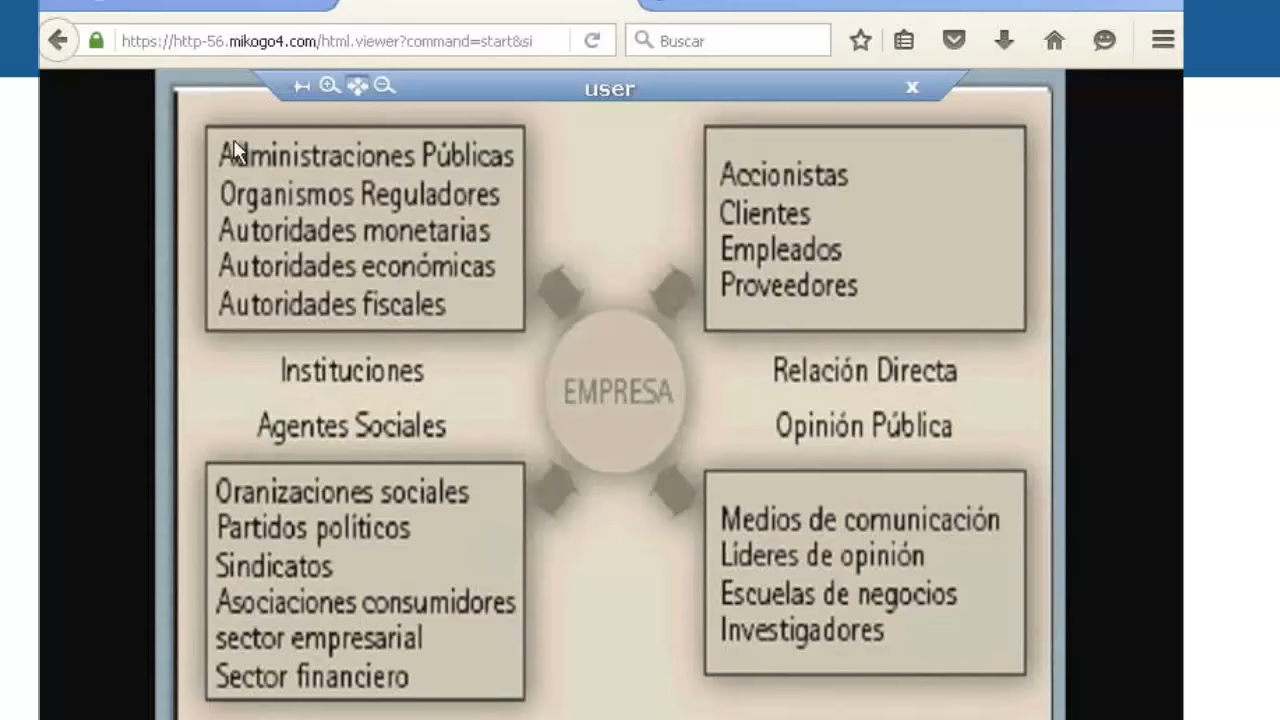 https://http-56.mikogo4.com/html.viewer?command=start&si
Buscar
user
x
Administraciones Públicas
Organismos Reguladores
Autoridades monetarias
Autoridades económicas
Autoridades fiscales
Instituciones
Accionistas
Clientes
Empleados
Proveedores
Relación Directa
EMPRESA
Agentes Sociales
Oranizaciones sociales
Partidos políticos
Sindicatos
Asociaciones consumidores
sector empresarial
Sector financiero
Opinión Pública
Medios de comunicación
Líderes de opinión
Escuelas de negocios
Investigadores